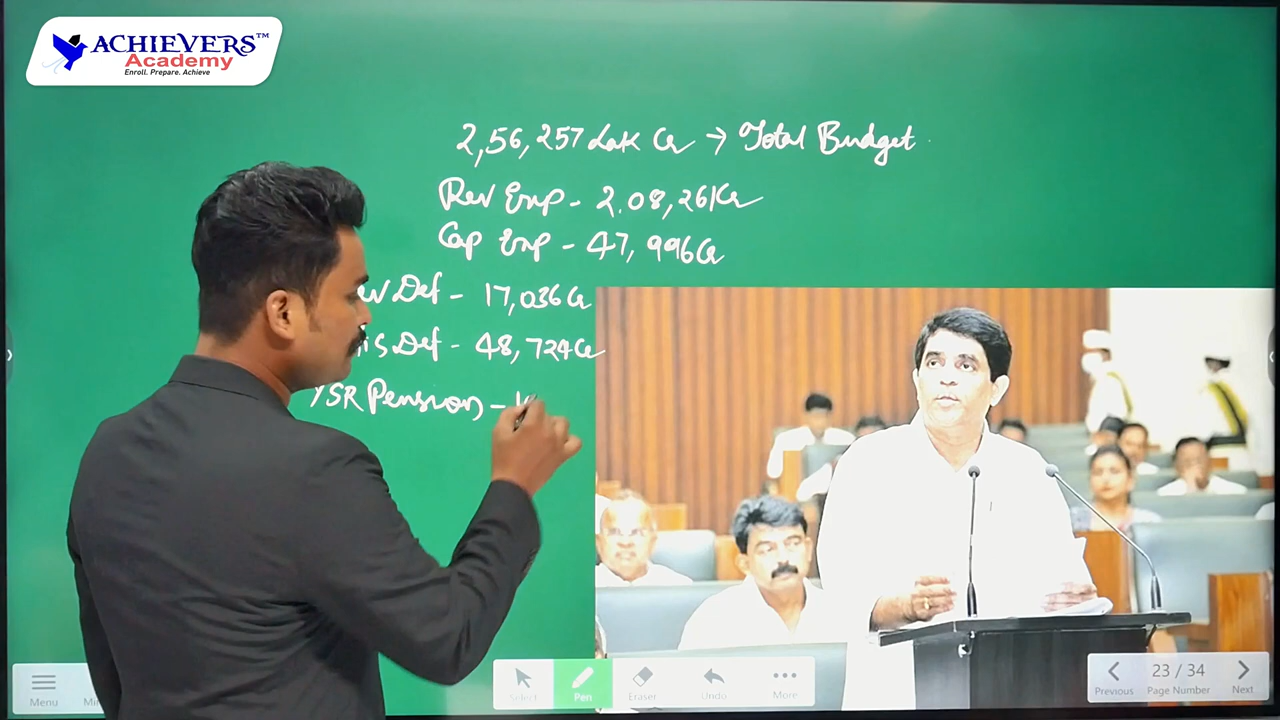 ACHIEVERS™
Academy
Enroll. Prepare. Achieve
2,56,257 Lak Cr → Total Budget
Rev Exp - 2.08,261Cr
Cap Exp - 47,996Cr
Def - 17,036Cr
Def - 48,724Cr
YSR Pension -
Menu
Select
Pen
Eraser
Undo
More
Previous
23 / 34
Page Number
Next